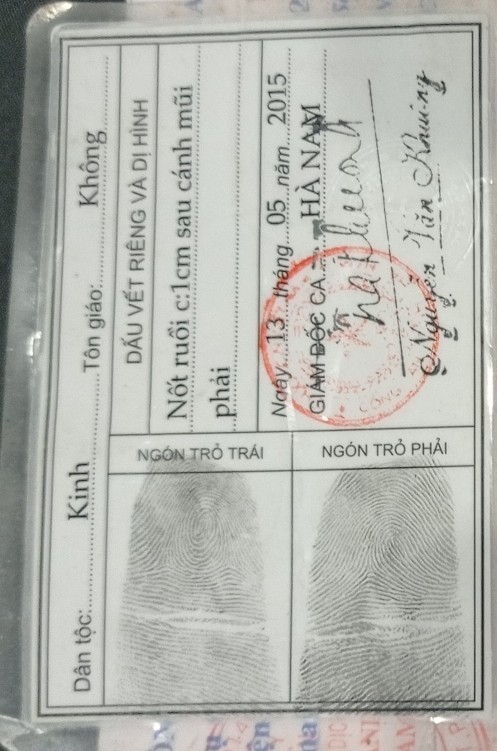 Dân tộc: Kinh Tôn giáo: Không
DẤU VẾT RIÊNG VÀ DỊ HÌNH
Nốt ruồi c:1cm sau cánh mũi
phải
Ngày 13 tháng 05 năm 2015
GIÁM ĐỐC CA HÀ NAM
Nguyễn Văn Khương
NGÓN TRỎ TRÁI
NGÓN TRỎ PHẢI
CÔNG